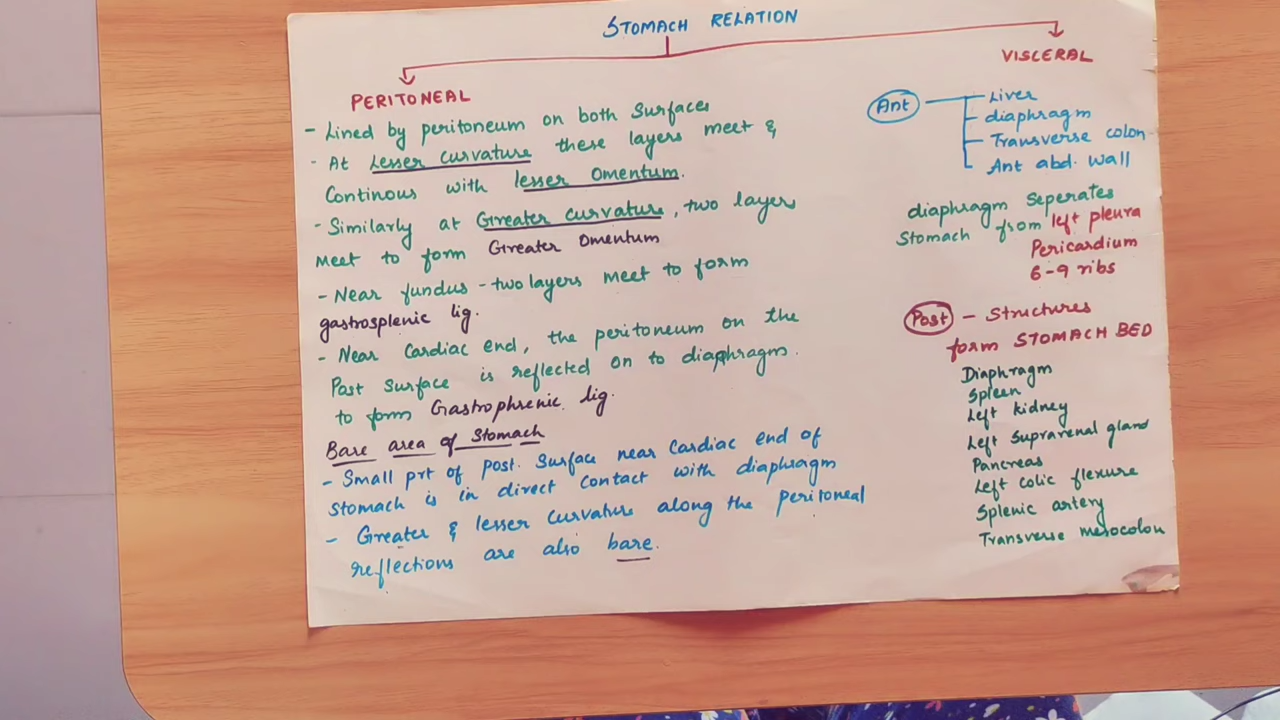 STOMACH RELATION
PERITONEAL
- Lined by peritoneum on both surfaces
- At lesser curvature these layers meet &
Continous with lesser omentum.
- Similarly at Greater curvature, two layers
meet to form Greater omentum
- Near fundus - two layers meet to form
gastrosplenic lig.
- Near Cardiac end, the peritoneum on the
Post surface is reflected on to diaphragm.
to form Gastrophrenic lig.
Bare area of Stomach
- Small prt of post. surface near cardiac end of
stomach is in direct contact with diaphragm
- Greater & lesser curvature along the peritoneal
reflections are also bare.
VISCERAL
Ant
- Liver
- diaphragm
- Transverse colon
- Ant abd. wall
diaphragm seperates
Stomach from left pleura
Pericardium
6-9 ribs
Post - Structures
form STOMACH BED
Diaphragm
Spleen
Left kidney
Left Suprarenal gland
Pancreas
Left colic flexure
Splenic artery
Transverse mesocolon